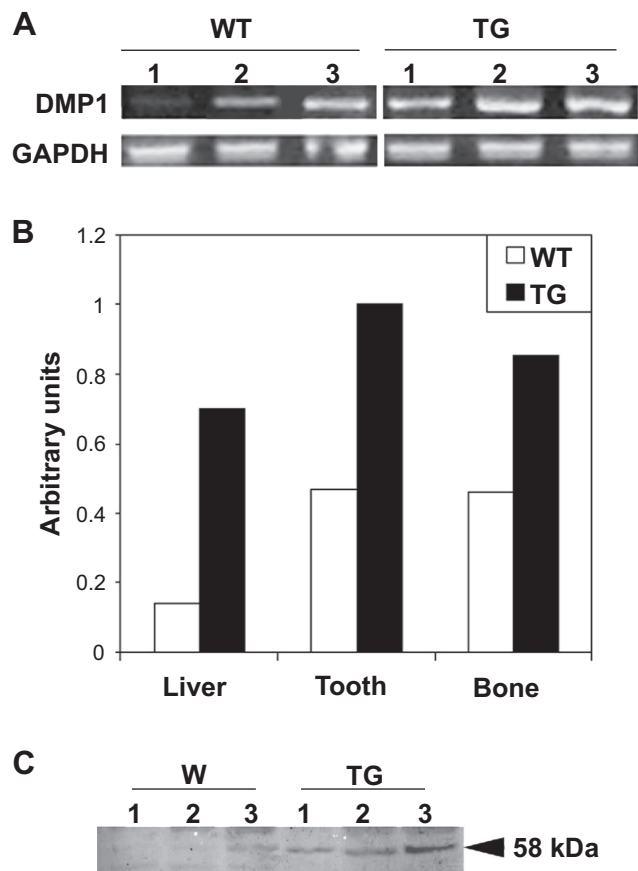 A
WT TG
1 2 3 1 2 3
DMP1
GAPDH
B
1.2
1
0.8
0.6
0.4
0.2
0
Arbitrary units
WT
TG
Liver Tooth Bone
C
W TG
1 2 3 1 2 3
58 kDa